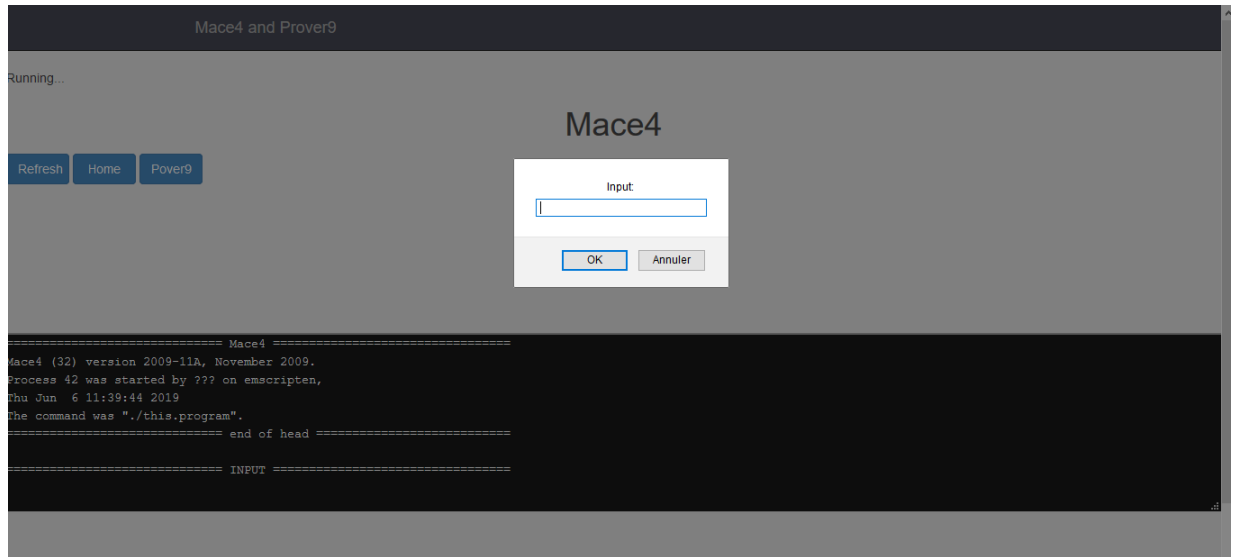 Mace4 and Prover9
Running...
Mace4
Refresh Home Pover9
Input:
OK Annuler
============================== Mace4 =================================
Mace4 (32) version 2009-11A, November 2009.
Process 42 was started by ??? on emscripten,
Thu Jun  6 11:39:44 2019
The command was "./this.program".
============================== end of head ===========================
============================== INPUT =================================